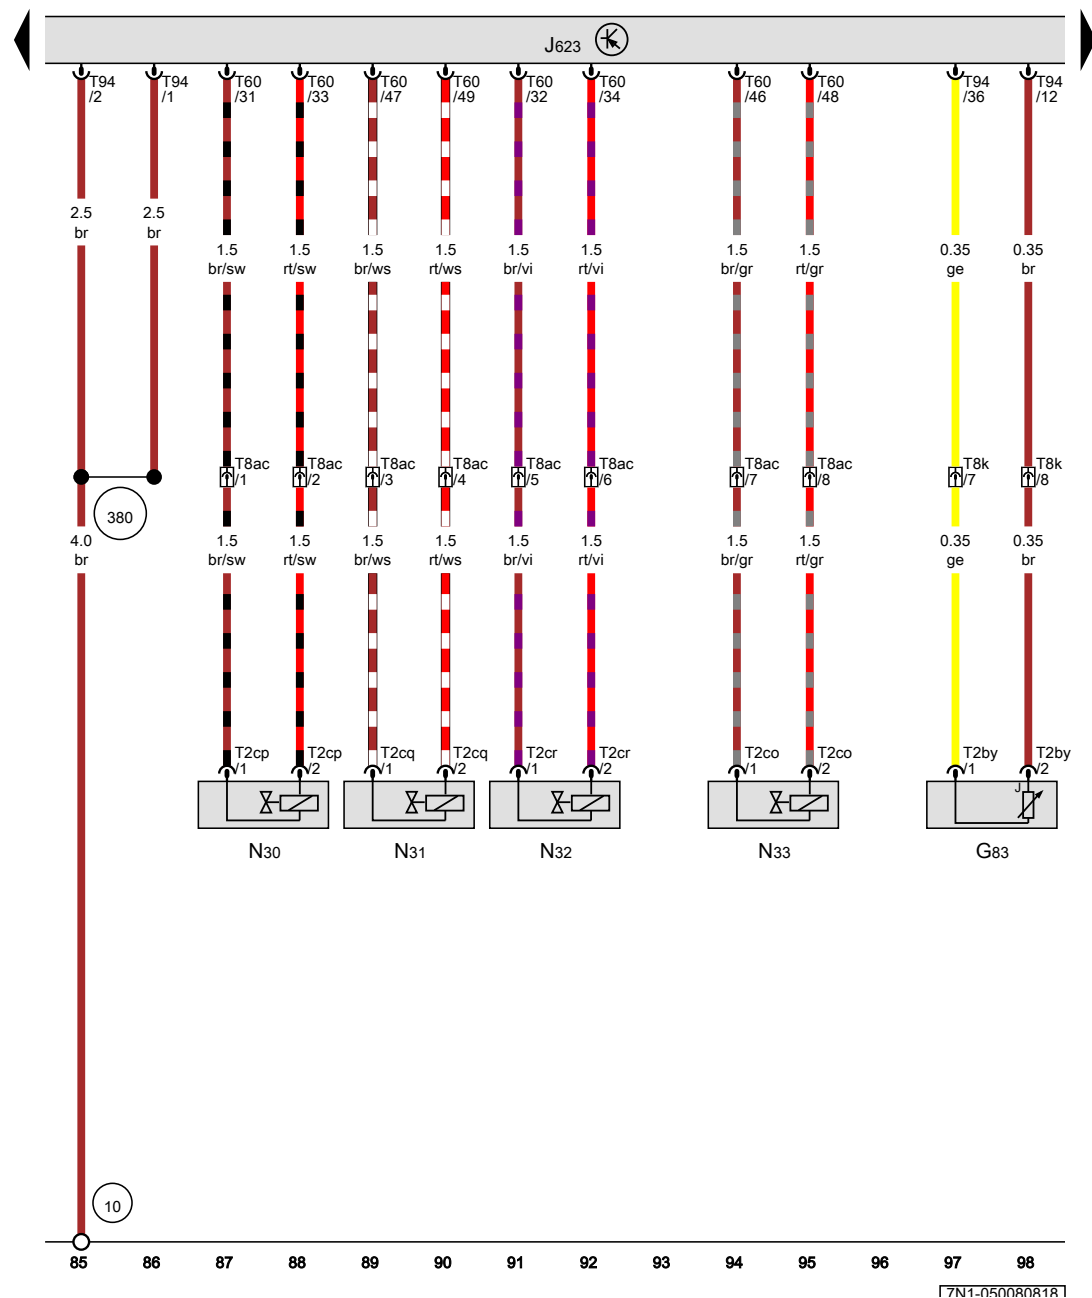 J623
T94 T94 T60 T60 T60 T60 T60 T60 T60 T60 T94 T94
/2 /1 /31 /33 /47 /49 /32 /34 /46 /48 /36 /12
2.5 2.5
br br
1.5 1.5 1.5 1.5 1.5 1.5 1.5 1.5 0.35 0.35
br/sw rt/sw br/ws rt/ws br/vi rt/vi br/gr rt/gr ge br
T8ac T8ac T8ac T8ac T8ac T8ac T8ac T8ac T8k T8k
/1 /2 /3 /4 /5 /6 /7 /8 /7 /8
380
4.0 1.5 1.5 1.5 1.5 1.5 1.5 1.5 1.5 0.35 0.35
br br/sw rt/sw br/ws rt/ws br/vi rt/vi br/gr rt/gr ge br
T2cp T2cp T2cq T2cq T2cr T2cr T2co T2co T2by T2by
/1 /2 /1 /2 /1 /2 /1 /2 /1 /2
J
N30 N31 N32 N33 G83
10
85 86 87 88 89 90 91 92 93 94 95 96 97 98
7N1-050080818